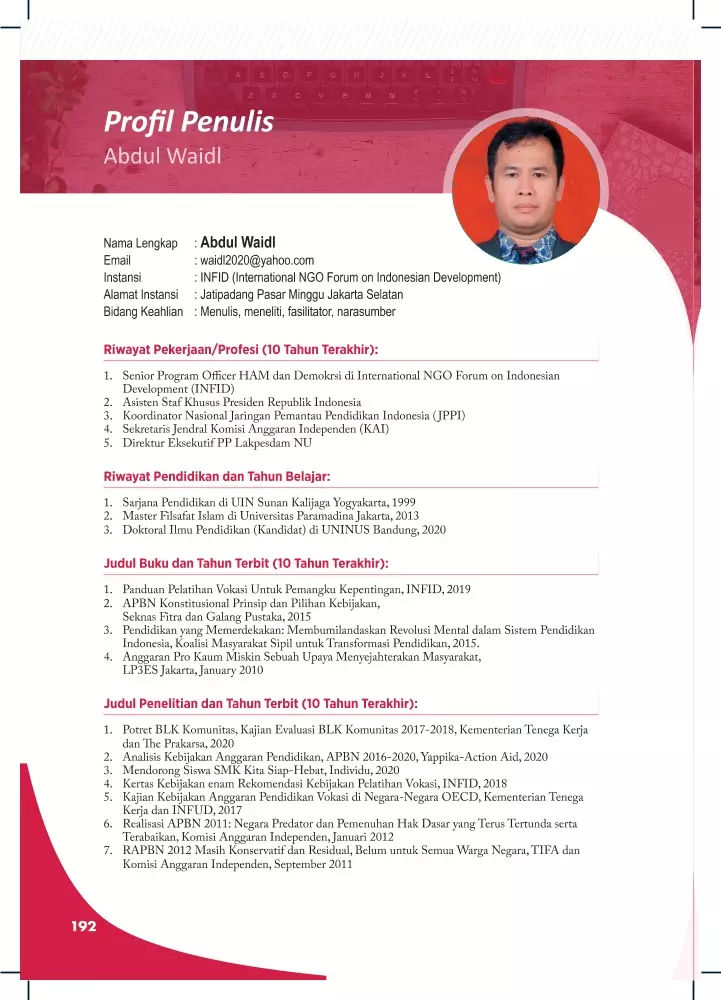 A S D F G H J K L
Z X C V B N M
Profil Penulis
Abdul Waidl
Nama Lengkap : Abdul Waidl
Email : waidl2020@yahoo.com
Instansi : INFID (International NGO Forum on Indonesian Development)
Alamat Instansi : Jatipadang Pasar Minggu Jakarta Selatan
Bidang Keahlian : Menulis, meneliti, fasilitator, narasumber
Riwayat Pekerjaan/Profesi (10 Tahun Terakhir):
1. Senior Program Officer HAM dan Demokrsi di International NGO Forum on Indonesian
Development (INFID)
2. Asisten Staf Khusus Presiden Republik Indonesia
3. Koordinator Nasional Jaringan Pemantau Pendidikan Indonesia (JPPI)
4. Sekretaris Jendral Komisi Anggaran Independen (KAI)
5. Direktur Eksekutif PP Lakpesdam NU
Riwayat Pendidikan dan Tahun Belajar:
1. Sarjana Pendidikan di UIN Sunan Kalijaga Yogyakarta, 1999
2. Master Filsafat Islam di Universitas Paramadina Jakarta, 2013
3. Doktoral Ilmu Pendidikan (Kandidat) di UNINUS Bandung, 2020
Judul Buku dan Tahun Terbit (10 Tahun Terakhir):
1. Panduan Pelatihan Vokasi Untuk Pemangku Kepentingan, INFID, 2019
2. APBN Konstitusional Prinsip dan Pilihan Kebijakan,
Seknas Fitra dan Galang Pustaka, 2015
3. Pendidikan yang Memerdekakan: Membumilandaskan Revolusi Mental dalam Sistem Pendidikan
Indonesia, Koalisi Masyarakat Sipil untuk Transformasi Pendidikan, 2015.
4. Anggaran Pro Kaum Miskin Sebuah Upaya Menyejahterakan Masyarakat,
LP3ES Jakarta, January 2010
Judul Penelitian dan Tahun Terbit (10 Tahun Terakhir):
1. Potret BLK Komunitas, Kajian Evaluasi BLK Komunitas 2017-2018, Kementerian Tenega Kerja
dan The Prakarsa, 2020
2. Analisis Kebijakan Anggaran Pendidikan, APBN 2016-2020, Yappika-Action Aid, 2020
3. Mendorong Siswa SMK Kita Siap-Hebat, Individu, 2020
4. Kertas Kebijakan enam Rekomendasi Kebijakan Pelatihan Vokasi, INFID, 2018
5. Kajian Kebijakan Anggaran Pendidikan Vokasi di Negara-Negara OECD, Kementerian Tenega
Kerja dan INFUD, 2017
6. Realisasi APBN 2011: Negara Predator dan Pemenuhan Hak Dasar yang Terus Tertunda serta
Terabaikan, Komisi Anggaran Independen, Januari 2012
7. RAPBN 2012 Masih Konservatif dan Residual, Belum untuk Semua Warga Negara, TIFA dan
Komisi Anggaran Independen, September 2011
192